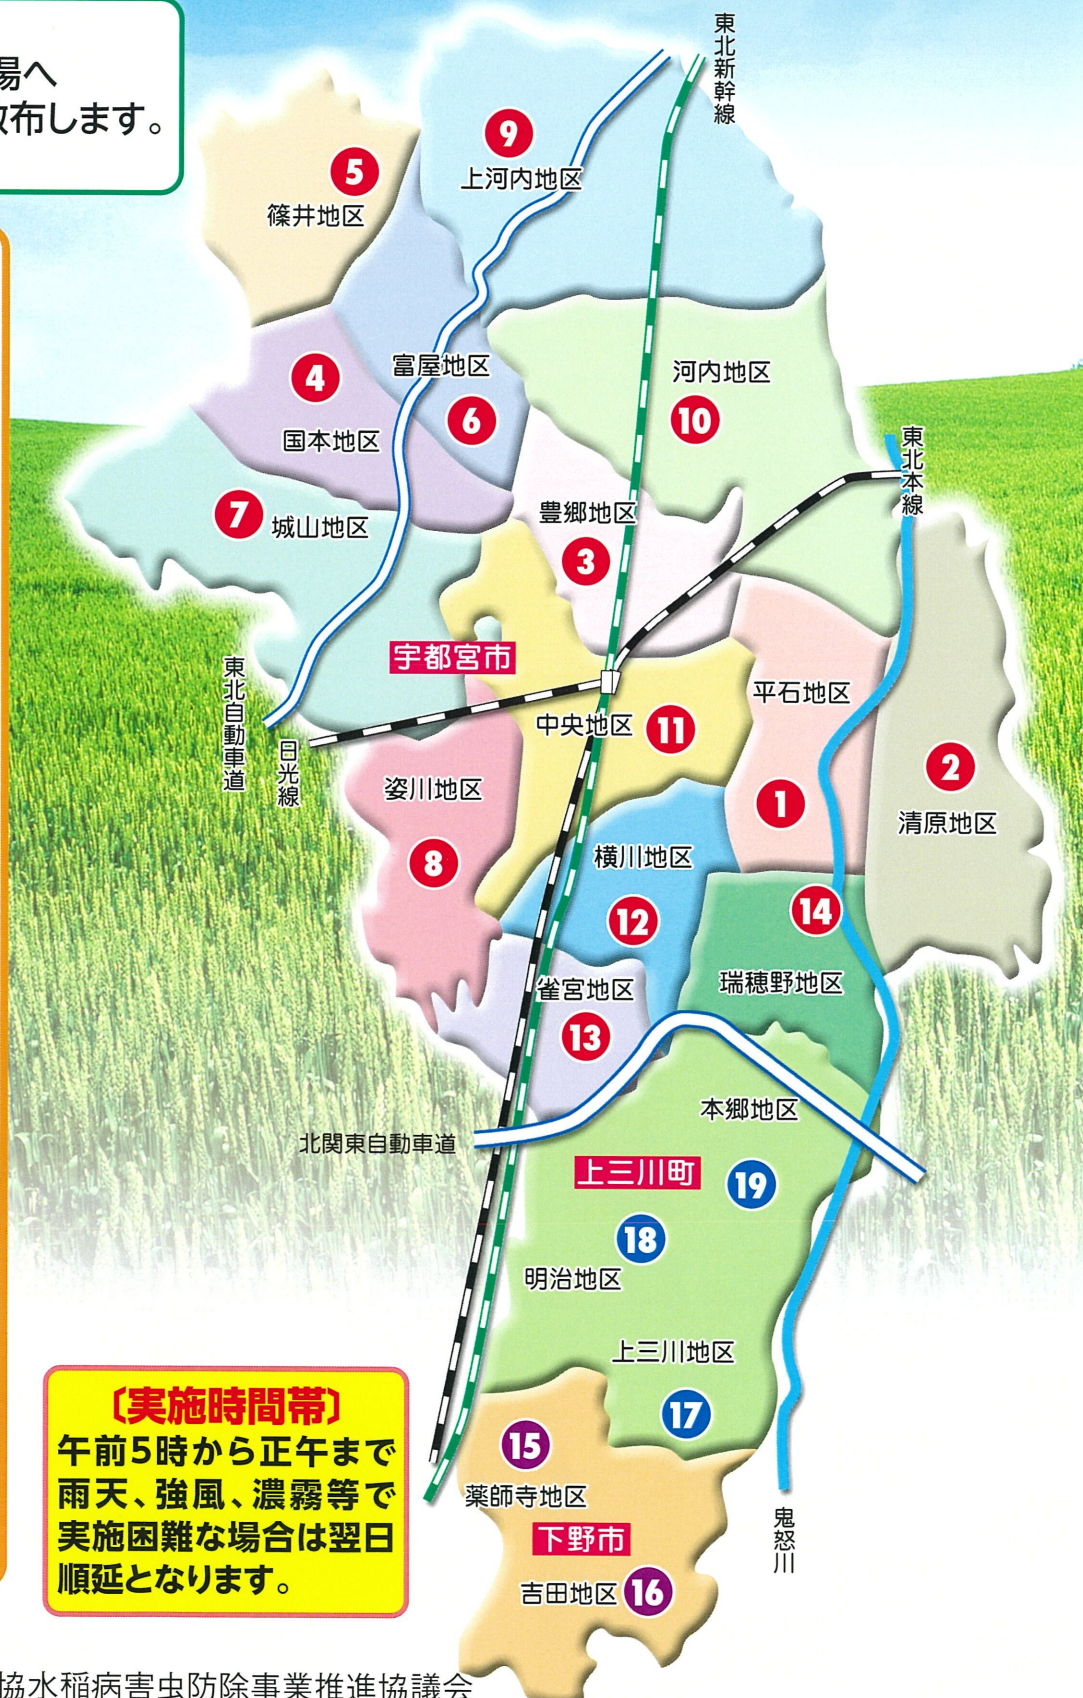 場へ
散布します。
東北新幹線
9
上河内地区
5
篠井地区
富屋地区
6
4
国本地区
河内地区
10
東北本線
7 城山地区
豊郷地区
3
宇都宮市
東北自動車道
日光線
中央地区 11
平石地区
1
2
清原地区
姿川地区
8
横川地区
12
14
瑞穂野地区
雀宮地区
13
北関東自動車道
本郷地区
上三川町
19
18
明治地区
上三川地区
17
〔実施時間帯〕
午前5時から正午まで
雨天、強風、濃霧等で
実施困難な場合は翌日
順延となります。
15
薬師寺地区
下野市
吉田地区 16
鬼怒川
協水稲病害虫防除事業推進協議会